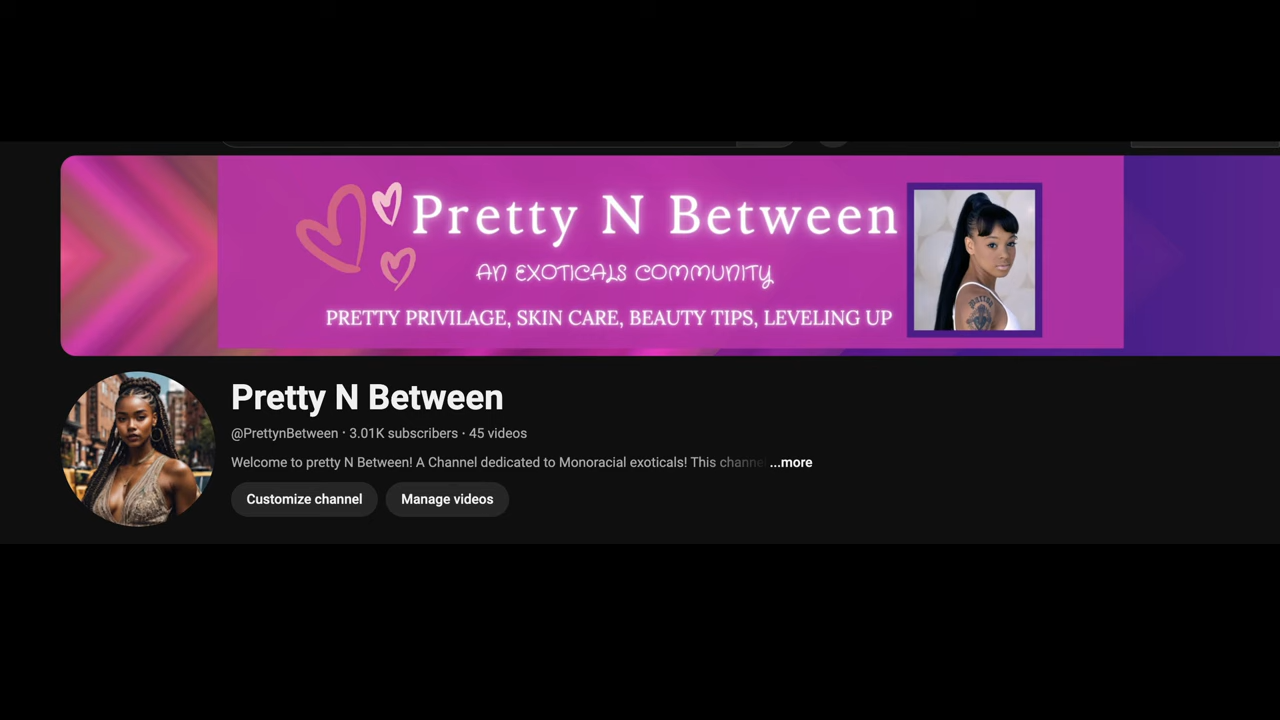 Pretty N Between
AN EXOTICALS COMMUNITY
PRETTY PRIVILAGE, SKIN CARE, BEAUTY TIPS, LEVELING UP
Pretty N Between
@PrettynBetween · 3.01K subscribers · 45 videos
Welcome to pretty N Between! A Channel dedicated to Monoracial exoticals! This channe ...more
Customize channel
Manage videos